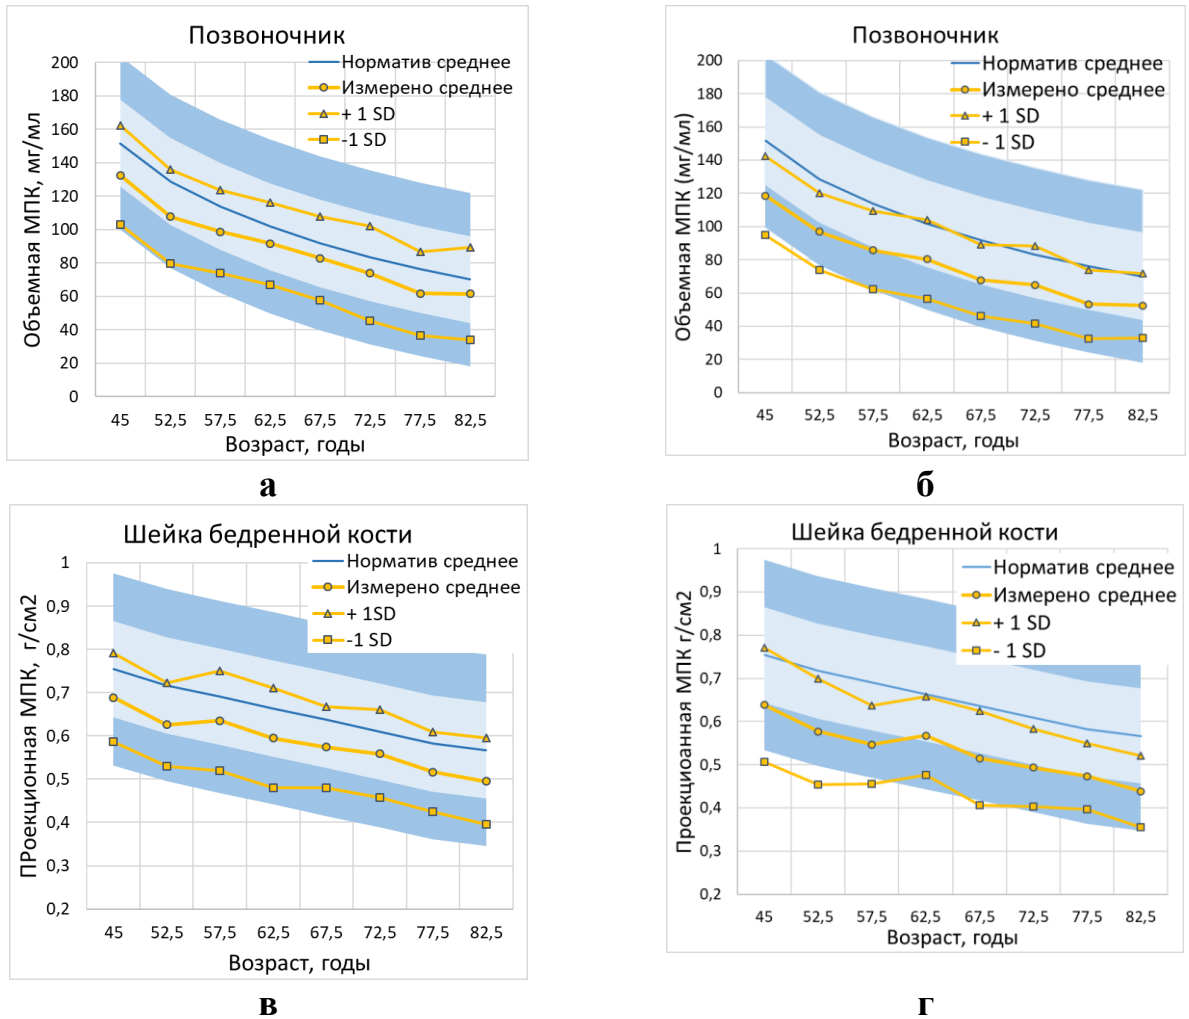 Позвоночник
Норматив среднее
Измерено среднее
+ 1 SD
-1 SD
Объемная МПК, мг/мл
200
180
160
140
120
100
80
60
40
20
0
45 52,5 57,5 62,5 67,5 72,5 77,5 82,5
Возраст, годы
а
Позвоночник
Норматив среднее
Измерено среднее
+ 1 SD
- 1 SD
Объемная МПК (мг/мл)
200
180
160
140
120
100
80
60
40
20
0
45 52,5 57,5 62,5 67,5 72,5 77,5 82,5
Возраст, годы
б
Шейка бедренной кости
Норматив среднее
Измерено среднее
+ 1SD
-1 SD
ПРоекционная МПК, г/см2
1
0,9
0,8
0,7
0,6
0,5
0,4
0,3
0,2
45 52,5 57,5 62,5 67,5 72,5 77,5 82,5
Возраст, годы
в
Шейка бедренной кости
Норматив среднее
Измерено среднее
+ 1 SD
- 1 SD
Проекциоанная МПК г/см2
1
0,9
0,8
0,7
0,6
0,5
0,4
0,3
0,2
45 52,5 57,5 62,5 67,5 72,5 77,5 82,5
Возраст, годы
г